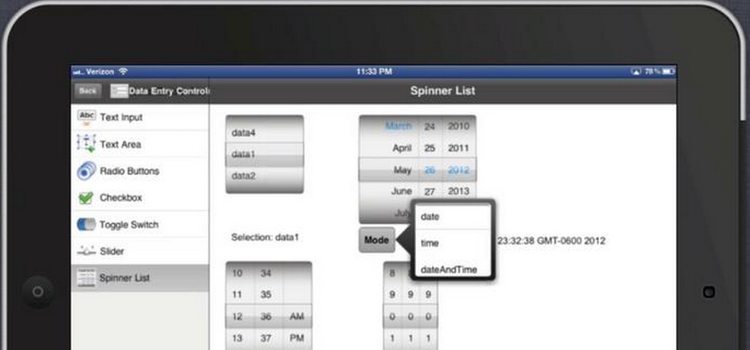 Verizon 11:33 PM 78%
Back Data Entry Control Spinner List
Abc Text Input
Text Area
Radio Buttons
Checkbox
Toggle Switch
Slider
Spinner List
data4
data1
data2
Selection: data1
March 24 2010
April 25 2011
May 26 2012
June 27 2013
July
Mode
date
time
dateAndTime
23:32:38 GMT-0600 2012
10 34
11 35
12 36 AM
13 37 PM
8
9 9 9
0 0 0
1 1 1